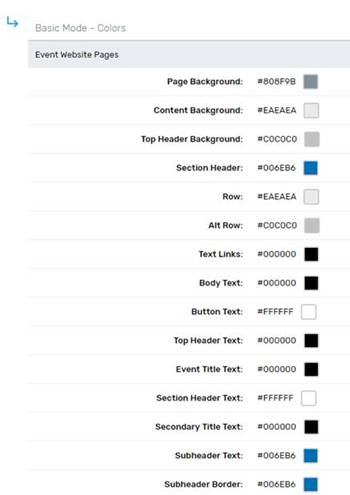 Basic Mode - Colors
Event Website Pages
Page Background: #808F9B
Content Background: #EAEAEA
Top Header Background: #C0C0C0
Section Header: #006EB6
Row: #EAEAEA
Alt Row: #C0C0C0
Text Links: #000000
Body Text: #000000
Button Text: #FFFFFF
Top Header Text: #000000
Event Title Text: #000000
Section Header Text: #FFFFFF
Secondary Title Text: #000000
Subheader Text: #006EB6
Subheader Border: #006EB6